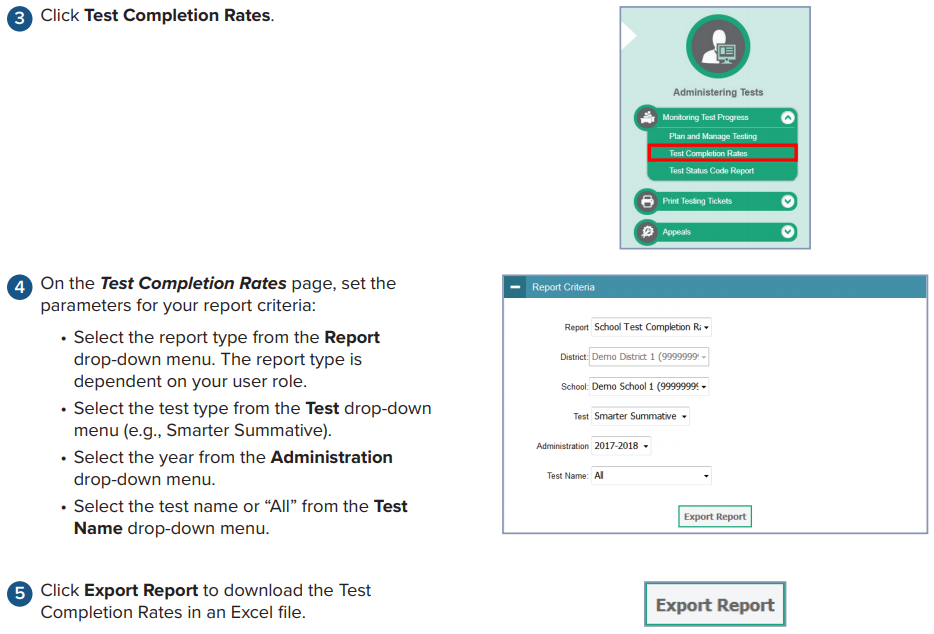 3 Click Test Completion Rates.
Administering Tests
Monitoring Test Progress
Plan and Manage Testing
Test Completion Rates
Test Status Code Report
Print Testing Tickets
Appeals
4 On the Test Completion Rates page, set the
parameters for your report criteria:
• Select the report type from the Report
drop-down menu. The report type is
dependent on your user role.
• Select the test type from the Test drop-down
menu (e.g., Smarter Summative).
• Select the year from the Administration
drop-down menu.
• Select the test name or “All” from the Test
Name drop-down menu.
Report Criteria
Report School Test Completion Ra
District: Demo District 1 (9999999
School: Demo School 1 (9999999
Test Smarter Summative
Administration 2017-2018
Test Name: All
Export Report
5 Click Export Report to download the Test
Completion Rates in an Excel file.
Export Report